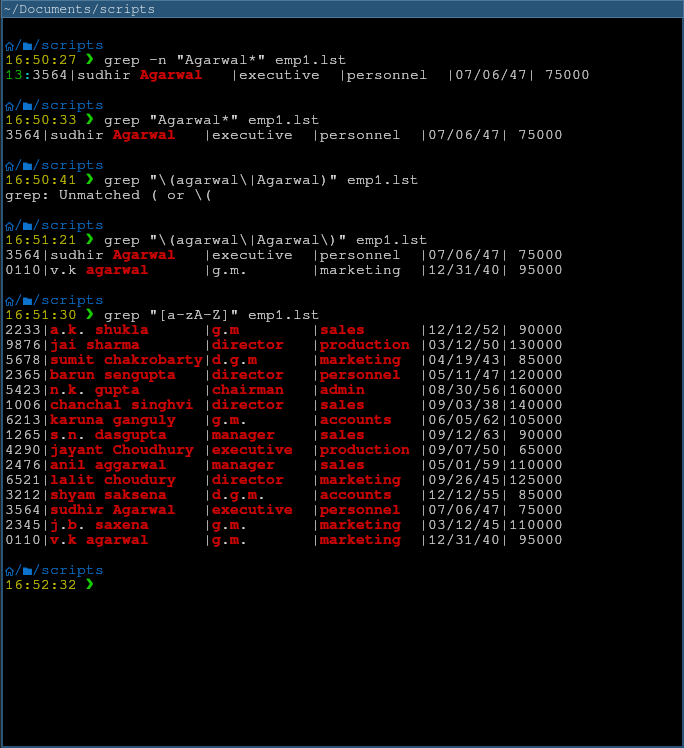 ~/Documents/scripts
/scripts
16:50:27 ❯ grep -n "Agarwal*" emp1.lst
13:3564|sudhir Agarwal   |executive  |personnel  |07/06/47| 75000
/scripts
16:50:33 ❯ grep "Agarwal*" emp1.lst
3564|sudhir Agarwal   |executive  |personnel  |07/06/47| 75000
/scripts
16:50:41 ❯ grep "\(agarwal\|Agarwal)" emp1.lst
grep: Unmatched ( or \(
/scripts
16:51:21 ❯ grep "\(agarwal\|Agarwal\)" emp1.lst
3564|sudhir Agarwal   |executive  |personnel  |07/06/47| 75000
0110|v.k agarwal      |g.m.       |marketing  |12/31/40| 95000
/scripts
16:51:30 ❯ grep "[a-zA-Z]" emp1.lst
2233|a.k. shukla      |g.m        |sales      |12/12/52| 90000
9876|jai sharma       |director   |production |03/12/50|130000
5678|sumit chakrobarty|d.g.m      |marketing  |04/19/43| 85000
2365|barun sengupta   |director   |personnel  |05/11/47|120000
5423|n.k. gupta       |chairman   |admin      |08/30/56|160000
1006|chanchal singhvi |director   |sales      |09/03/38|140000
6213|karuna ganguly   |g.m.       |accounts   |06/05/62|105000
1265|s.n. dasgupta    |manager    |sales      |09/12/63| 90000
4290|jayant Choudhury |executive  |production |09/07/50| 65000
2476|anil aggarwal    |manager    |sales      |05/01/59|110000
6521|lalit choudury   |director   |marketing  |09/26/45|125000
3212|shyam saksena    |d.g.m.     |accounts   |12/12/55| 85000
3564|sudhir Agarwal   |executive  |personnel  |07/06/47| 75000
2345|j.b. saxena      |g.m.       |marketing  |03/12/45|110000
0110|v.k agarwal      |g.m.       |marketing  |12/31/40| 95000
/scripts
16:52:32 ❯